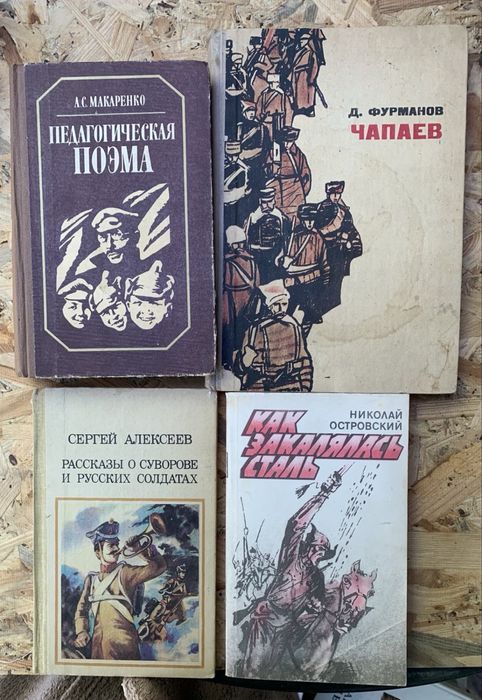 А.С. МАКАРЕНКО
ПЕДАГОГИЧЕСКАЯ
ПОЭМА
Д. ФУРМАНОВ
ЧАПАЕВ
СЕРГЕЙ АЛЕКСЕЕВ
РАССКАЗЫ О СУВОРОВЕ
И РУССКИХ СОЛДАТАХ
НИКОЛАЙ
ОСТРОВСКИЙ
КАК
ЗАКАЛЯЛАСЬ
СТАЛЬ